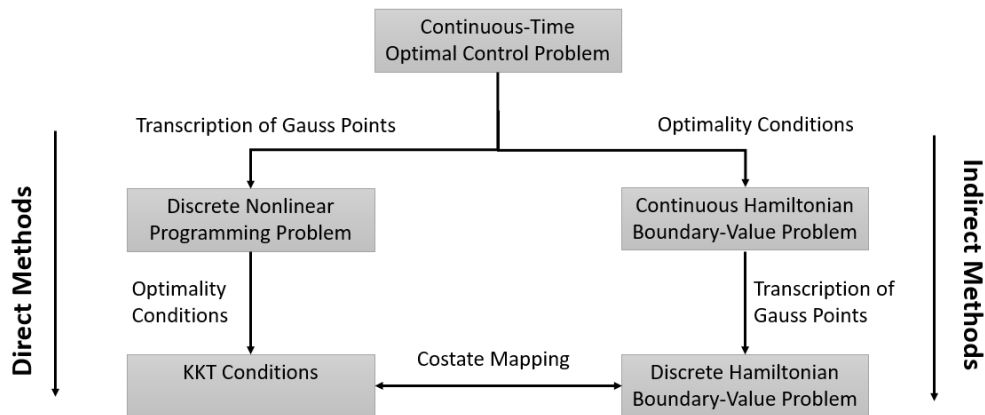 Continuous-Time
Optimal Control Problem
Transcription of Gauss Points
Optimality Conditions
Direct Methods
Indirect Methods
Discrete Nonlinear
Programming Problem
Continuous Hamiltonian
Boundary-Value Problem
Optimality
Conditions
Transcription of
Gauss Points
KKT Conditions
Costate Mapping
Discrete Hamiltonian
Boundary-Value Problem